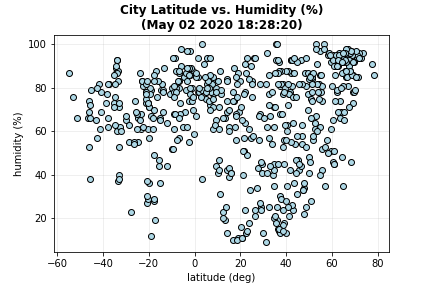 City Latitude vs. Humidity (%)
(May 02 2020 18:28:20)
100
80
60
40
20
humidity (%)
−60 −40 −20 0 20 40 60 80
latitude (deg)